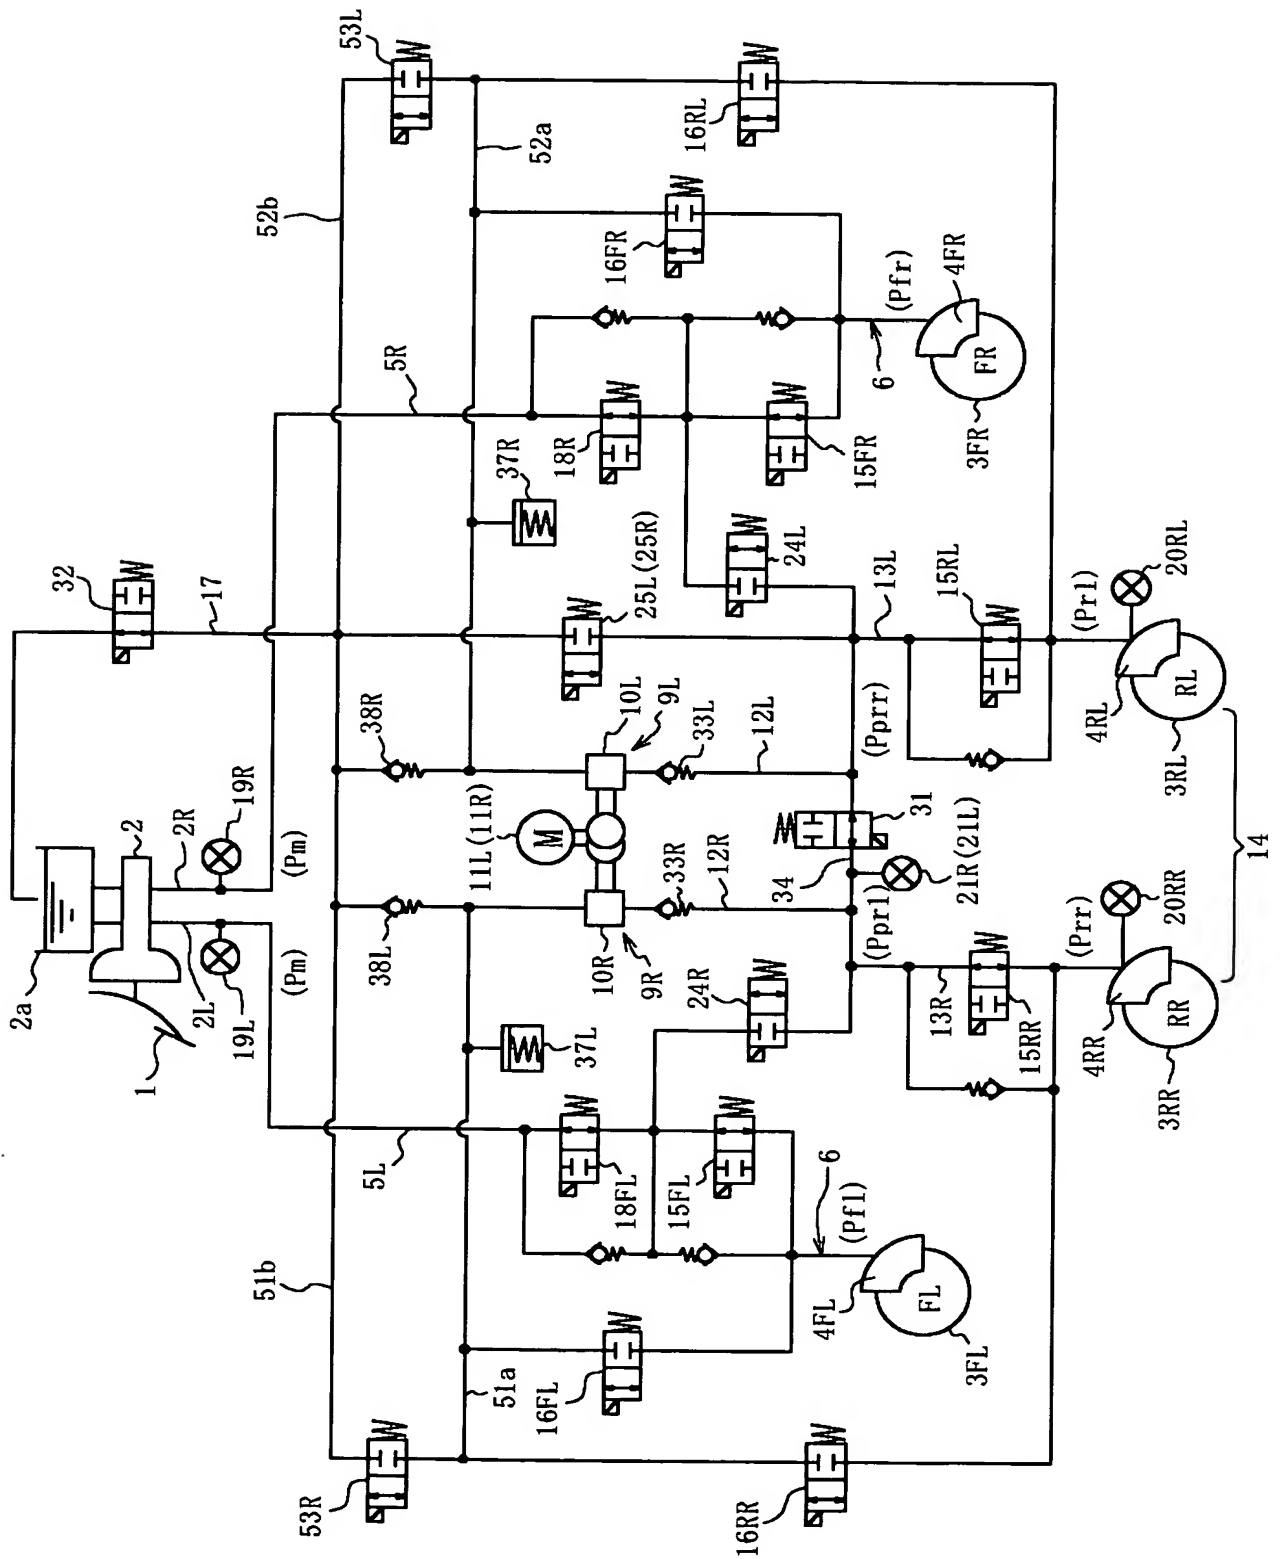 53L
52b
52a
16RL
5R
16FR
(Pfr)
4FR
6
FR
3FR
18R
15FR
37R
32
17
25L(25R)
24L
13L
15RL
(Prl)
20RL
4RL
RL
3RL
38R
10L
9L
33L
12L
(Pprr)
31
11L(11R)
M
2
2R
19R
(Pm)
34
21R(21L)
14
33R
12R
(Pprl)
20RR
(Prr)
2a
2L
19L
(Pm)
1
38L
10R
9R
24R
13R
15RR
4RR
RR
3RR
37L
5L
18FL
15FL
6
(Pfl)
51b
4FL
FL
3FL
51a
16FL
53R
16RR